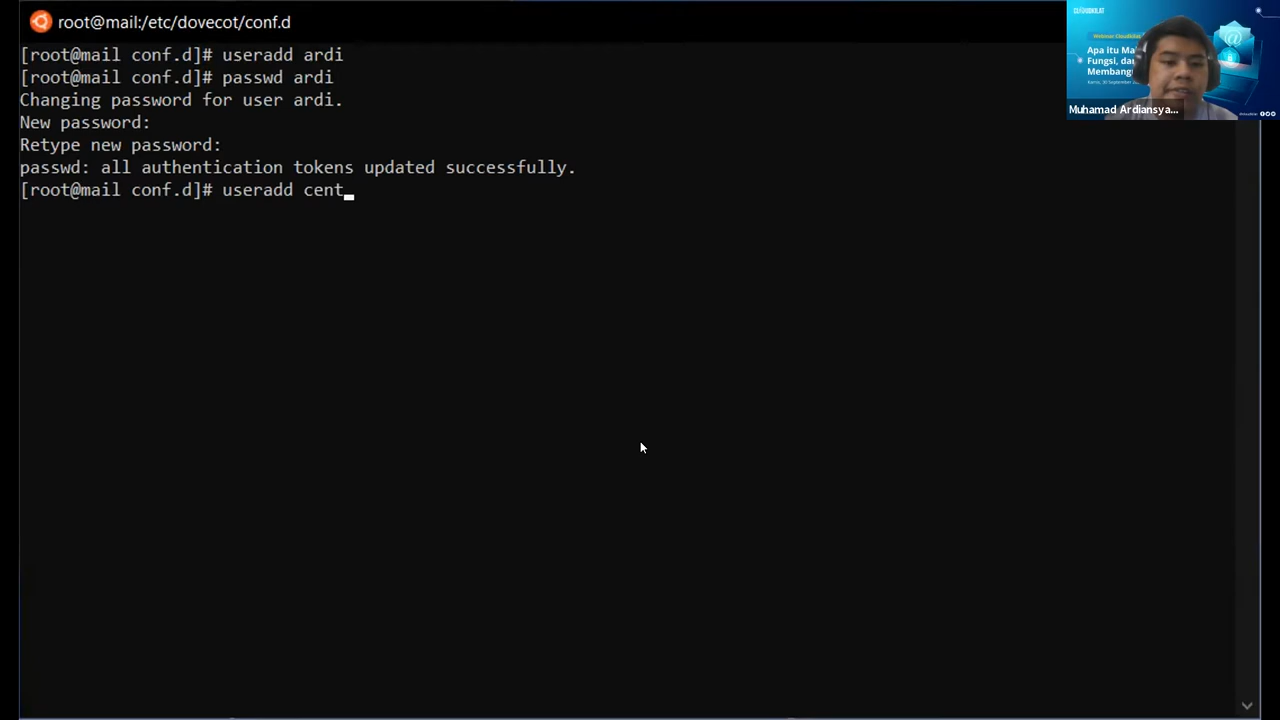 root@mail:/etc/dovecot/conf.d
[root@mail conf.d]# useradd ardi
[root@mail conf.d]# passwd ardi
Changing password for user ardi.
New password:
Retype new password:
passwd: all authentication tokens updated successfully.
[root@mail conf.d]# useradd cent
Apa itu Ma
Fungsi, da
Membang
Muhamad Ardiansya...